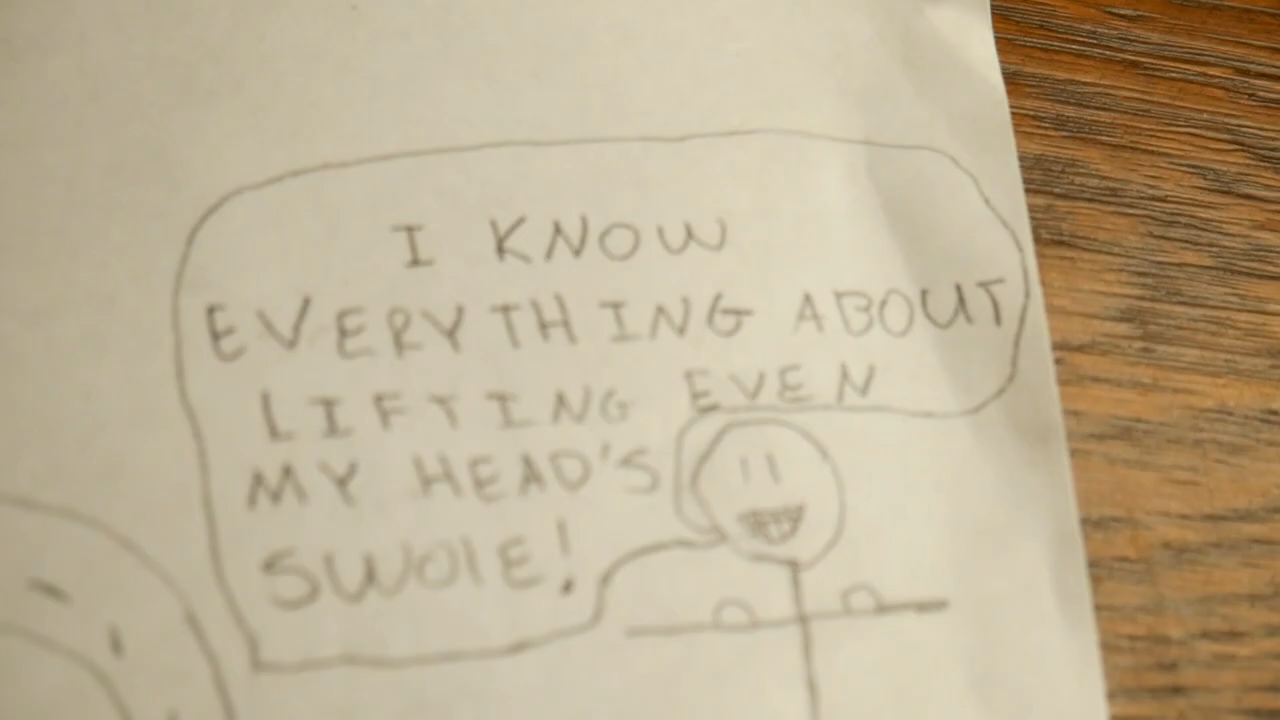 I KNOW
EVERYTHING ABOUT
LIFTING EVEN
MY HEAD'S
SWOLE!